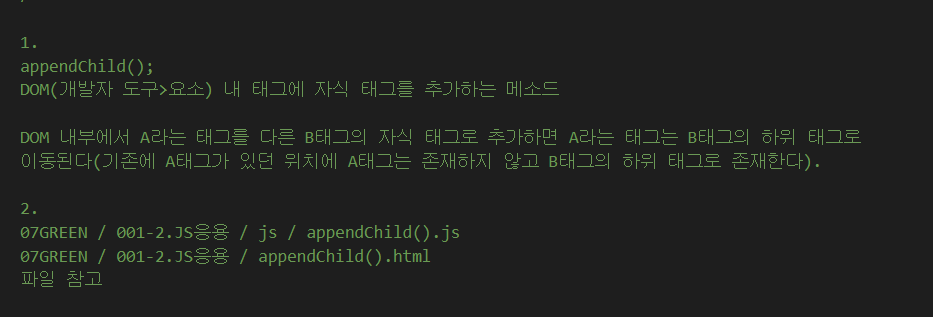 1.
appendChild();
DOM(개발자 도구>요소) 내 태그에 자식 태그를 추가하는 메소드
DOM 내부에서 A라는 태그를 다른 B태그의 자식 태그로 추가하면 A라는 태그는 B태그의 하위 태그로
이동된다(기존에 A태그가 있던 위치에 A태그는 존재하지 않고 B태그의 하위 태그로 존재한다).
2.
07GREEN / 001-2.JS응용 / js / appendChild().js
07GREEN / 001-2.JS응용 / appendChild().html
파일 참고